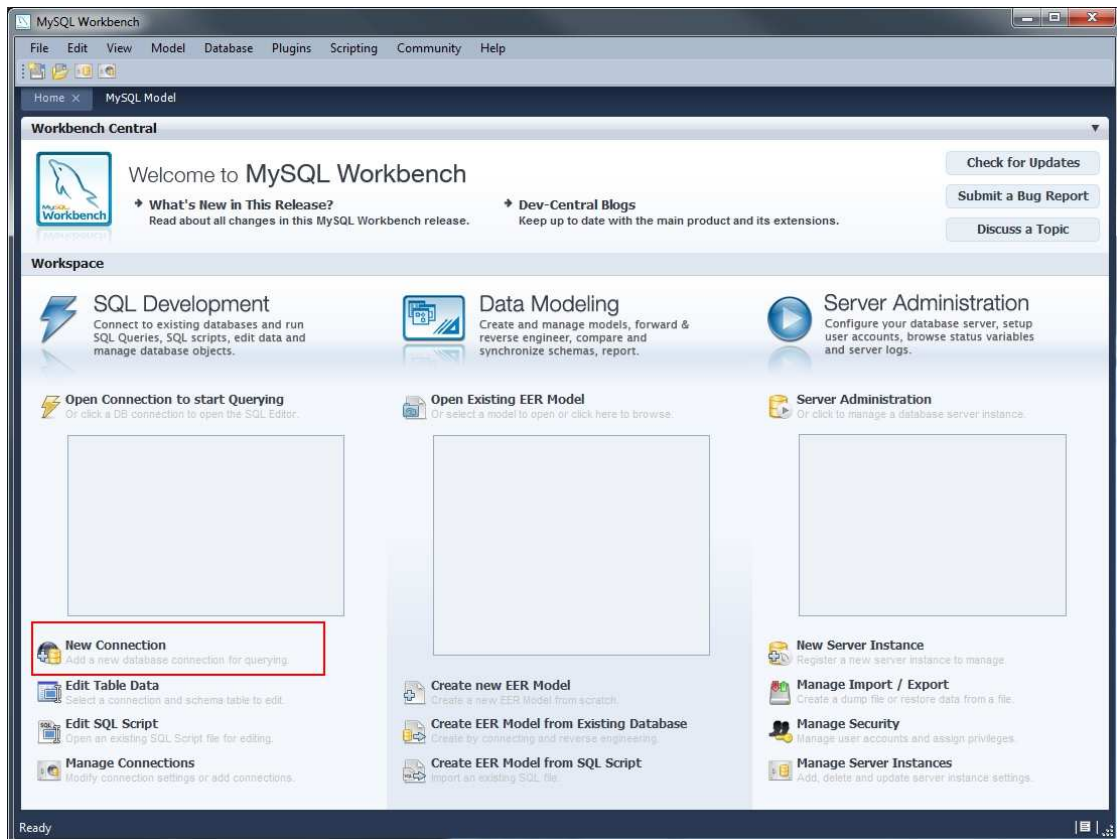 MySQL Workbench
File Edit View Model Database Plugins Scripting Community Help
Home × MySQL Model
Workbench Central
MySQL
Workbench
Welcome to MySQL Workbench
What's New in This Release?
Read about all changes in this MySQL Workbench release.
Dev-Central Blogs
Keep up to date with the main product and its extensions.
Check for Updates
Submit a Bug Report
Discuss a Topic
Workspace
SQL Development
Connect to existing databases and run
SQL Queries, SQL scripts, edit data and
manage database objects.
Open Connection to start Querying
Or click a DB connection to open the SQL Editor.
New Connection
Add a new database connection for querying.
Edit Table Data
Select a connection and schema table to edit.
Edit SQL Script
Open an existing SQL Script file for editing.
Manage Connections
Modify connection settings or add connections.
Data Modeling
Create and manage models, forward &
reverse engineer, compare and
synchronize schemas, report.
Open Existing EER Model
Or select a model to open or click here to browse.
Create new EER Model
Create a new EER Model from scratch.
Create EER Model from Existing Database
Create by connecting and reverse engineering.
Create EER Model from SQL Script
Import an existing SQL file.
Server Administration
Configure your database server, setup
user accounts, browse status variables
and server logs.
Server Administration
Or click to manage a database server instance.
New Server Instance
Register a new server instance to manage.
Manage Import / Export
Create a dump file or restore data from a file.
Manage Security
Manage user accounts and assign privileges.
Manage Server Instances
Add, delete and update server instance settings.
Ready